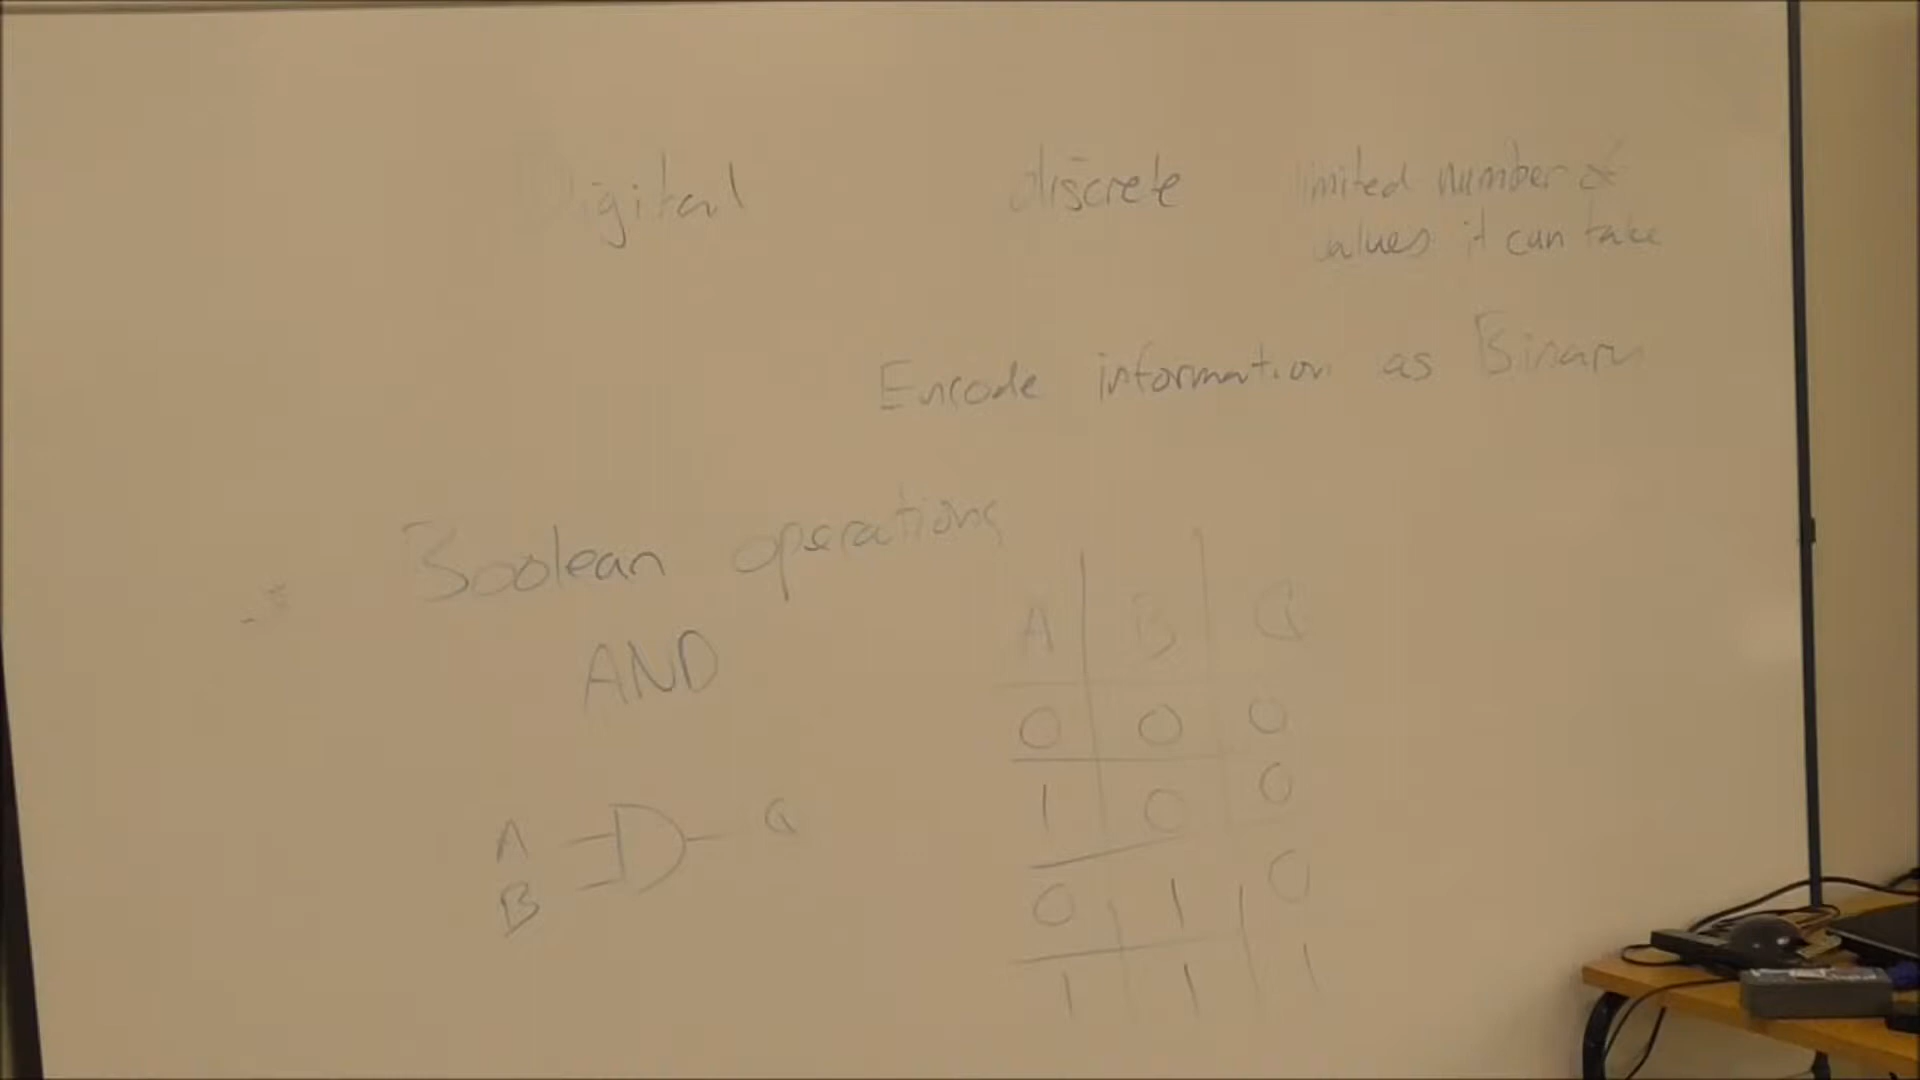 Digital discrete limited number of
values it can take
Encode information as Binary
Boolean operations
AND
A B Q
0 0 0
1 0 0
0 1 0
1 1 1
A Q
B